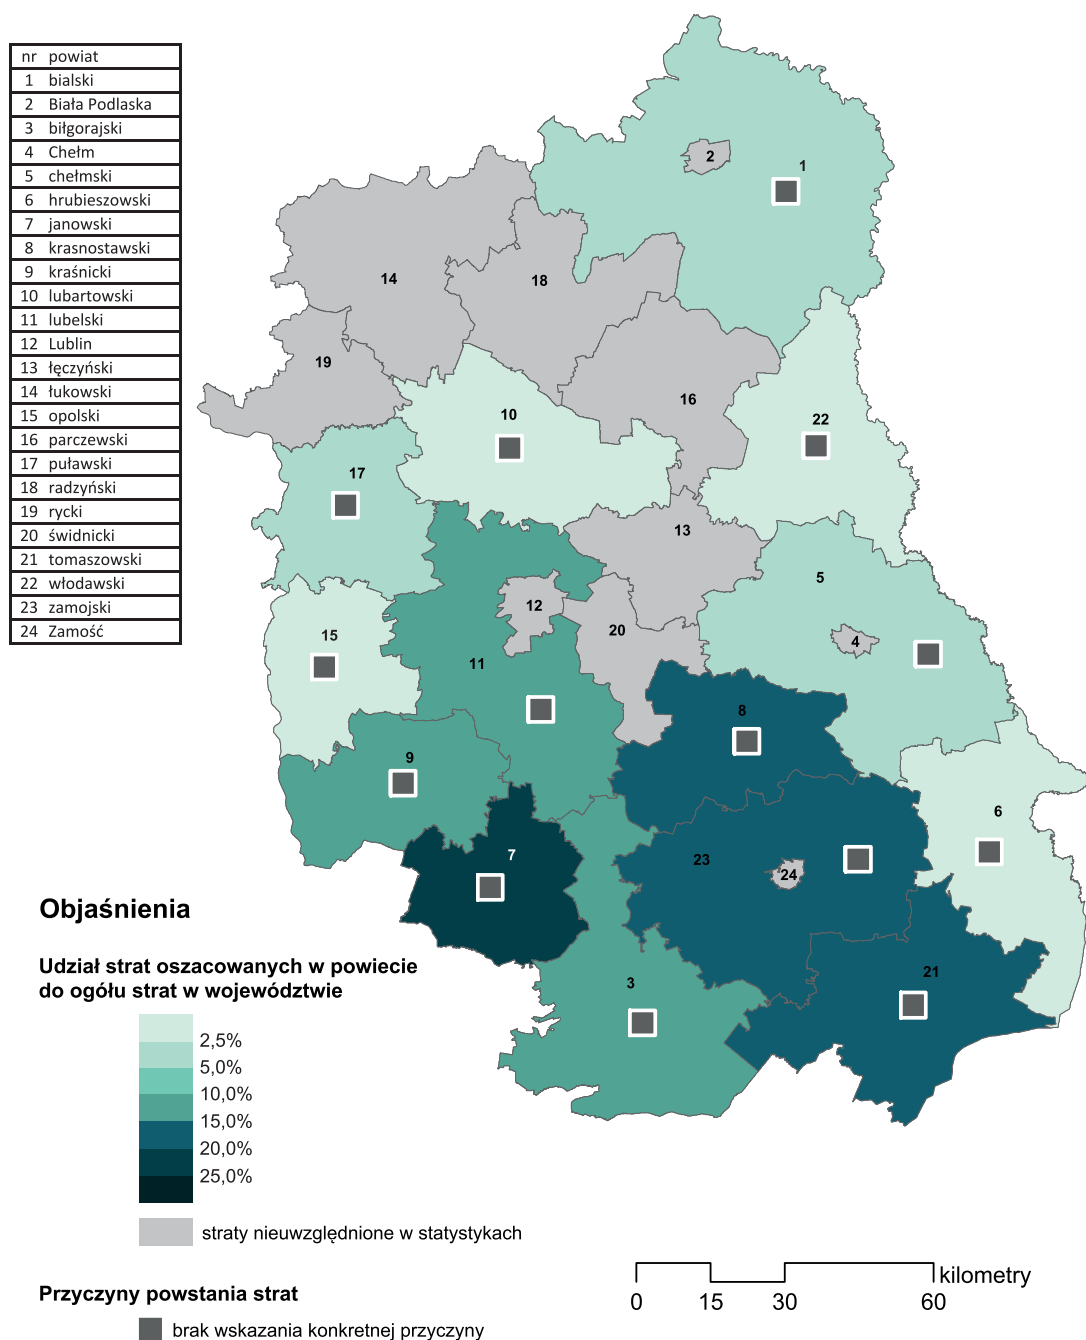 nr powiat
1 bialski
2 Biała Podlaska
3 biłgorajski
4 Chełm
5 chełmski
6 hrubieszowski
7 janowski
8 krasnostawski
9 kraśnicki
10 lubartowski
11 lubelski
12 Lublin
13 łęczyński
14 łukowski
15 opolski
16 parczewski
17 puławski
18 radzyński
19 rycki
20 świdnicki
21 tomaszowski
22 włodawski
23 zamojski
24 Zamość
2
1
14
18
19
16
10
22
17
13
5
12
15
20
4
11
8
9
6
7
23
24
21
3
Objaśnienia
Udział strat oszacowanych w powiecie
do ogółu strat w województwie
2,5%
5,0%
10,0%
15,0%
20,0%
25,0%
straty nieuwzględnione w statystykach
Przyczyny powstania strat
brak wskazania konkretnej przyczyny
kilometry
0 15 30 60